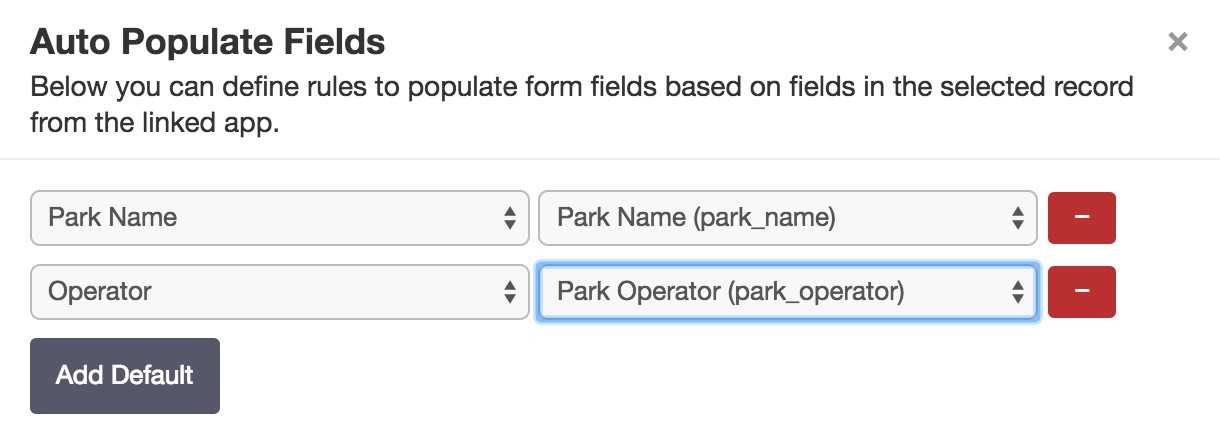 Auto Populate Fields
×
Below you can define rules to populate form fields based on fields in the selected record
from the linked app.
Park Name Park Name (park_name) −
Operator Park Operator (park_operator) −
Add Default